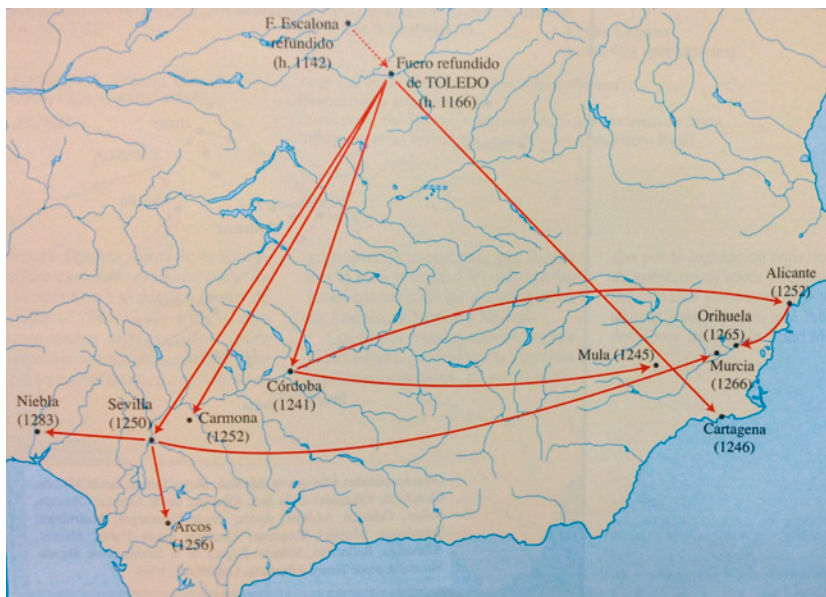 F. Escalona
refundido
(h. 1142)
Fuero refundido
de TOLEDO
(h. 1166)
Alicante
(1252)
Orihuela
(1265)
Mula (1245)
Murcia
(1266)
Córdoba
(1241)
Niebla
(1283)
Sevilla
(1250)
Carmona
(1252)
Cartagena
(1246)
Arcos
(1256)